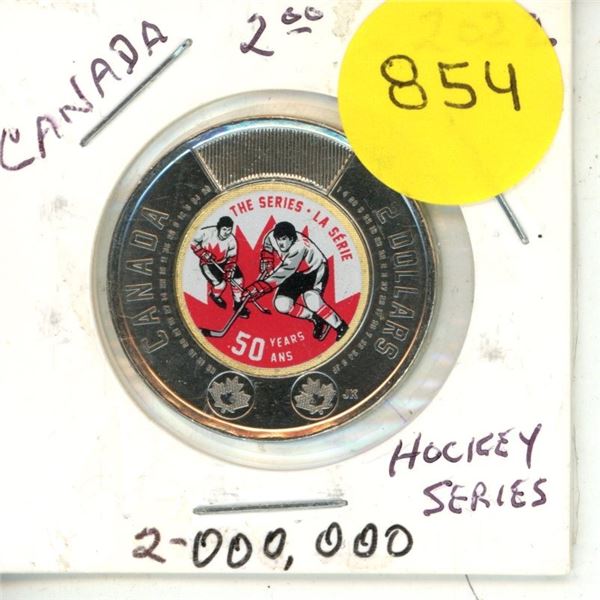 CANADA
2.00
2022
854
THE SERIES · LA SÉRIE
CANADA
2 DOLLARS
50 YEARS
ANS
JK
HOCKEY
SERIES
2-000,000